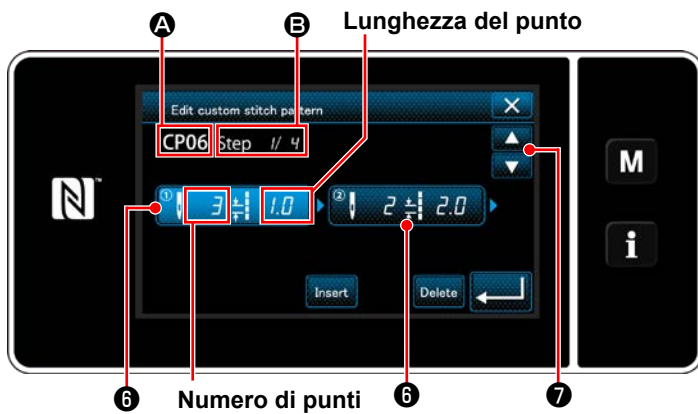 A B Lunghezza del punto
Edit custom stitch pattern X
CP06 Step 1/ 4
M
N
① 3 1.0 ② 2 2.0
i
Insert Delete
6 Numero di punti 6 7